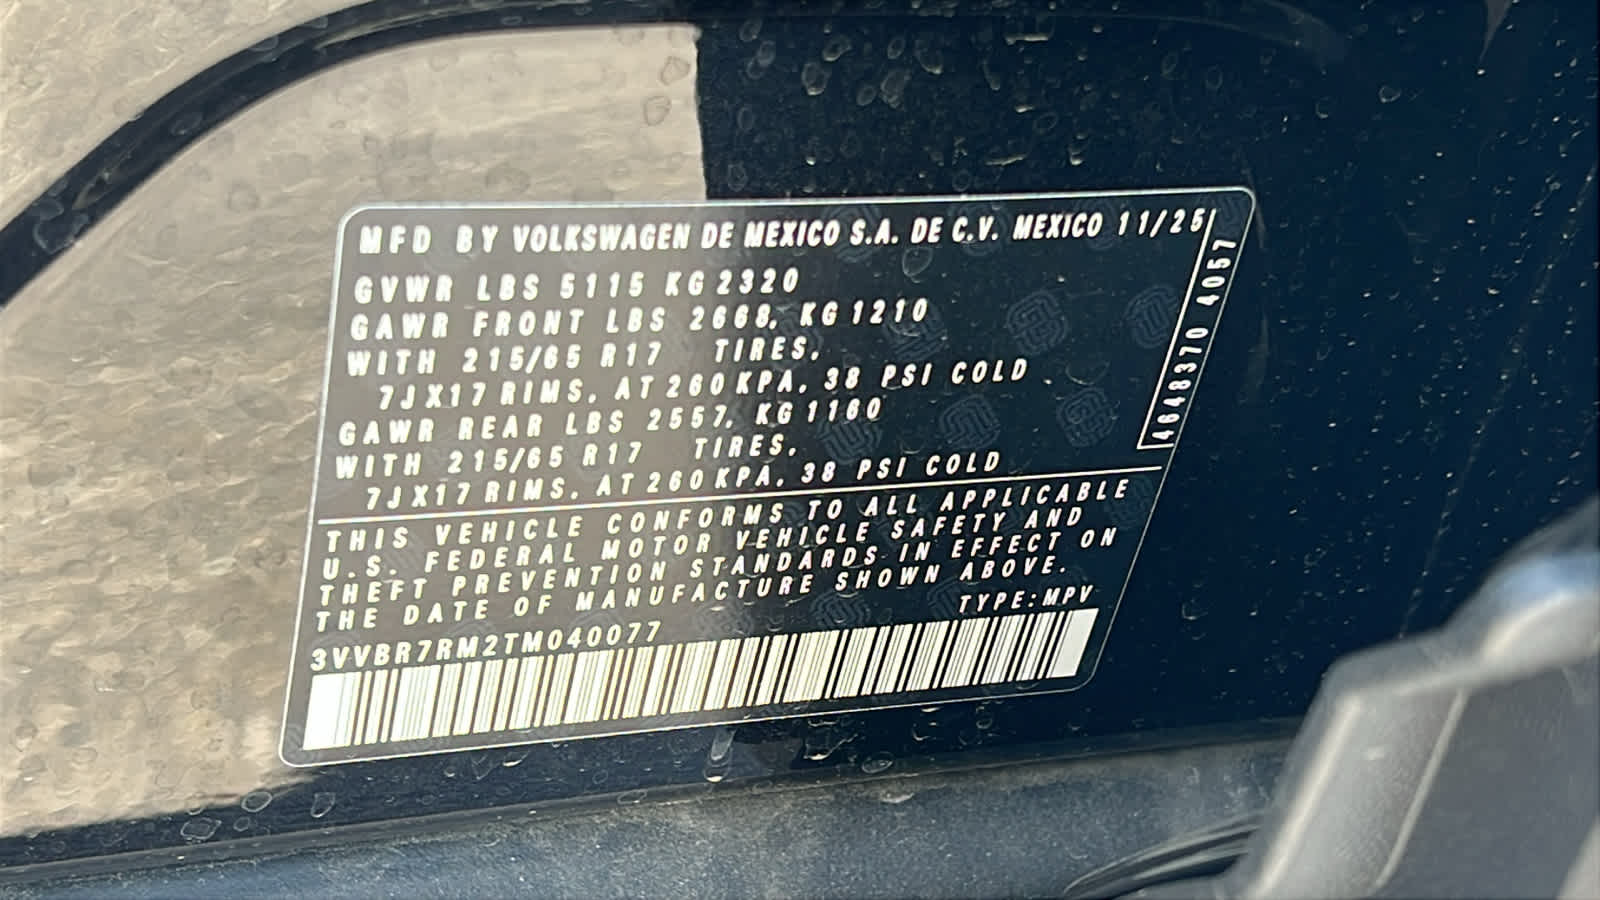 MFD BY VOLKSWAGEN DE MEXICO S.A. DE C.V. MEXICO 11/25
GVWR LBS 5115 KG 2320
GAWR FRONT LBS 2668, KG 1210
WITH 215/65 R17 TIRES,
7JX17 RIMS, AT 260 KPA, 38 PSI COLD
GAWR REAR LBS 2557, KG 1160
WITH 215/65 R17 TIRES,
7JX17 RIMS, AT 260 KPA, 38 PSI COLD
4648370 4057
THIS VEHICLE CONFORMS TO ALL APPLICABLE
U.S. FEDERAL MOTOR VEHICLE SAFETY AND
THEFT PREVENTION STANDARDS IN EFFECT ON
THE DATE OF MANUFACTURE SHOWN ABOVE.
TYPE:MPV
3VVBR7RM2TM040077